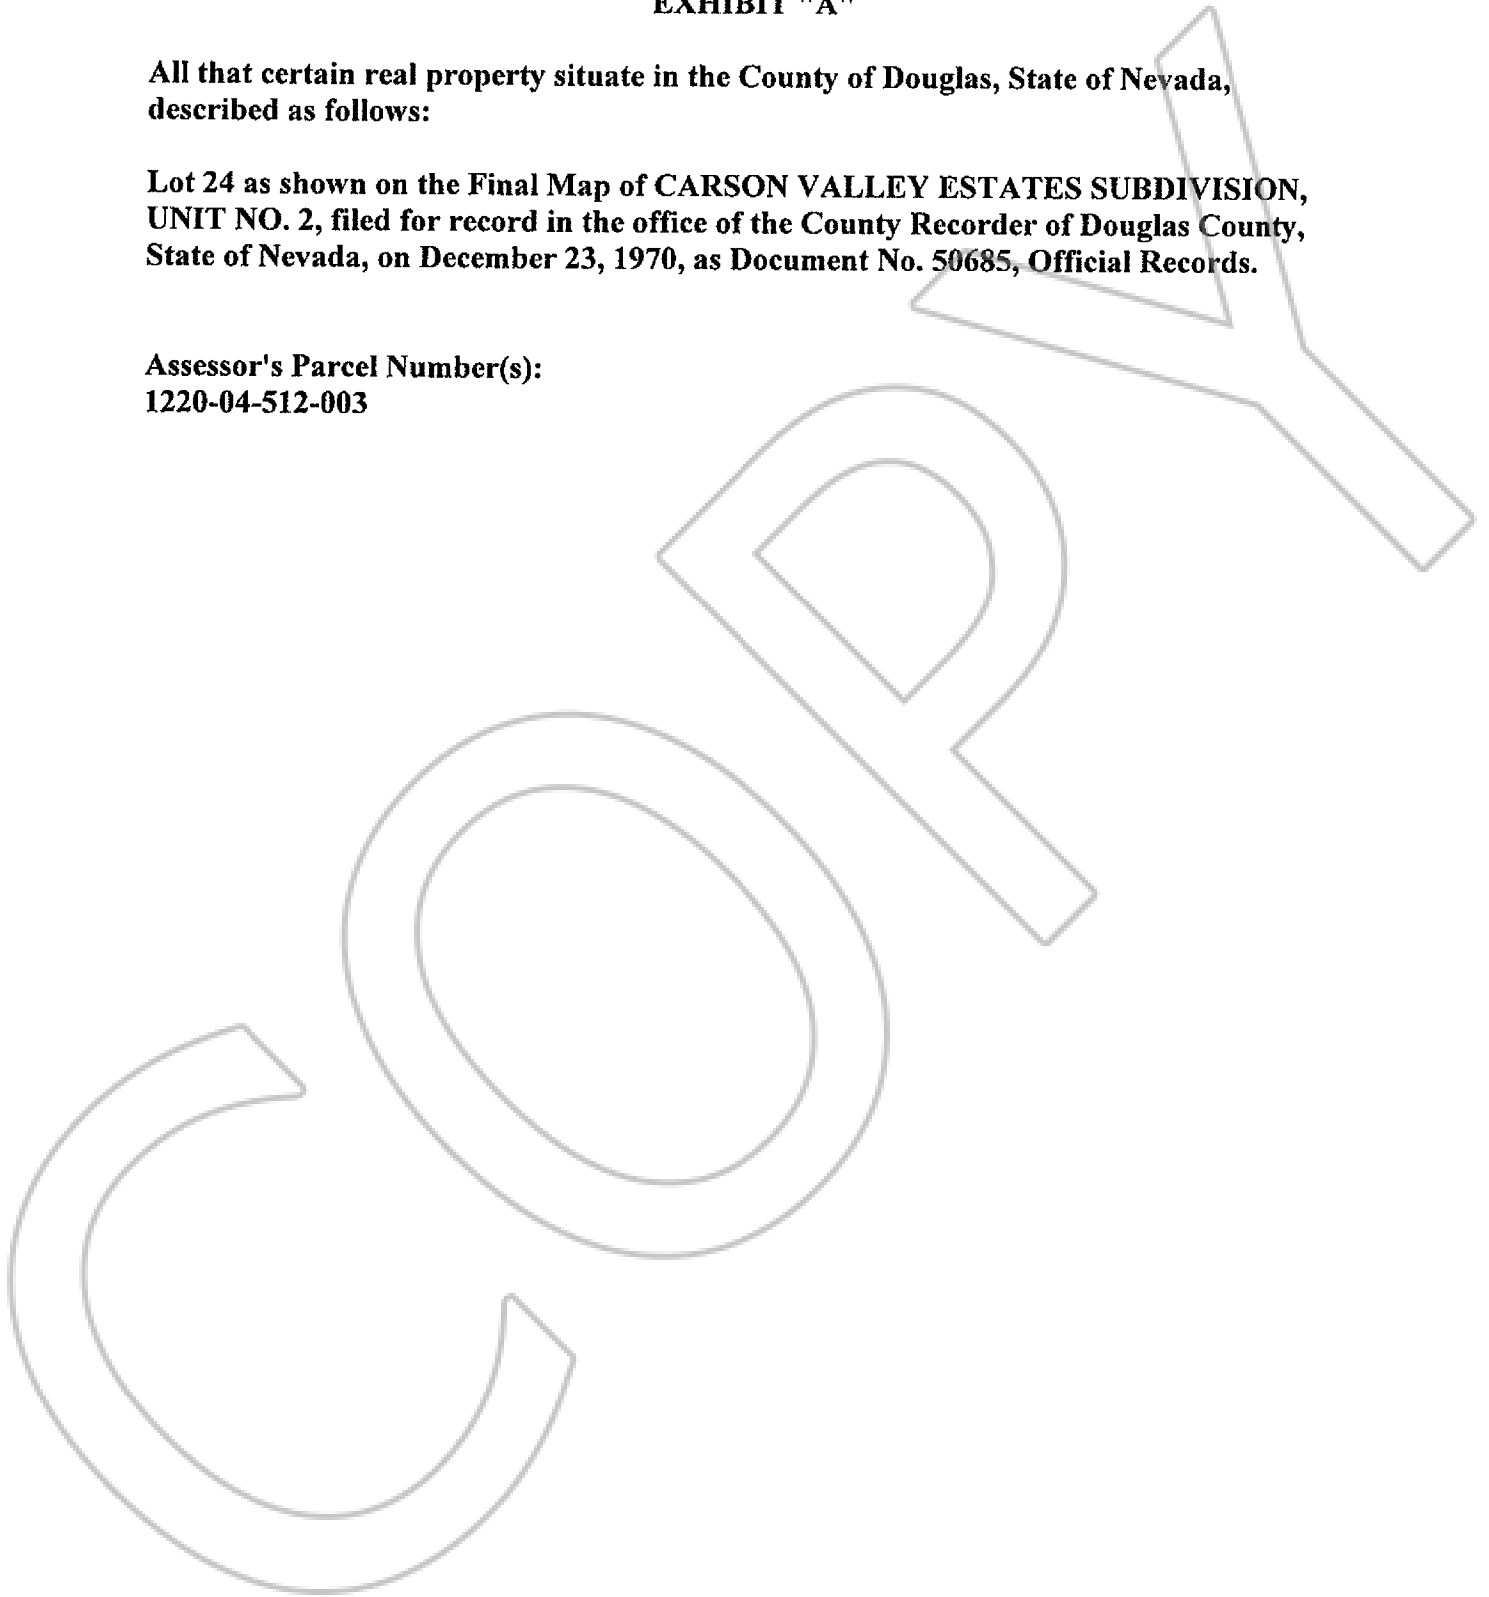 EXHIBIT "A"
All that certain real property situate in the County of Douglas, State of Nevada,
described as follows:
Lot 24 as shown on the Final Map of CARSON VALLEY ESTATES SUBDIVISION,
UNIT NO. 2, filed for record in the office of the County Recorder of Douglas County,
State of Nevada, on December 23, 1970, as Document No. 50685, Official Records.
Assessor's Parcel Number(s):
1220-04-512-003
COPY